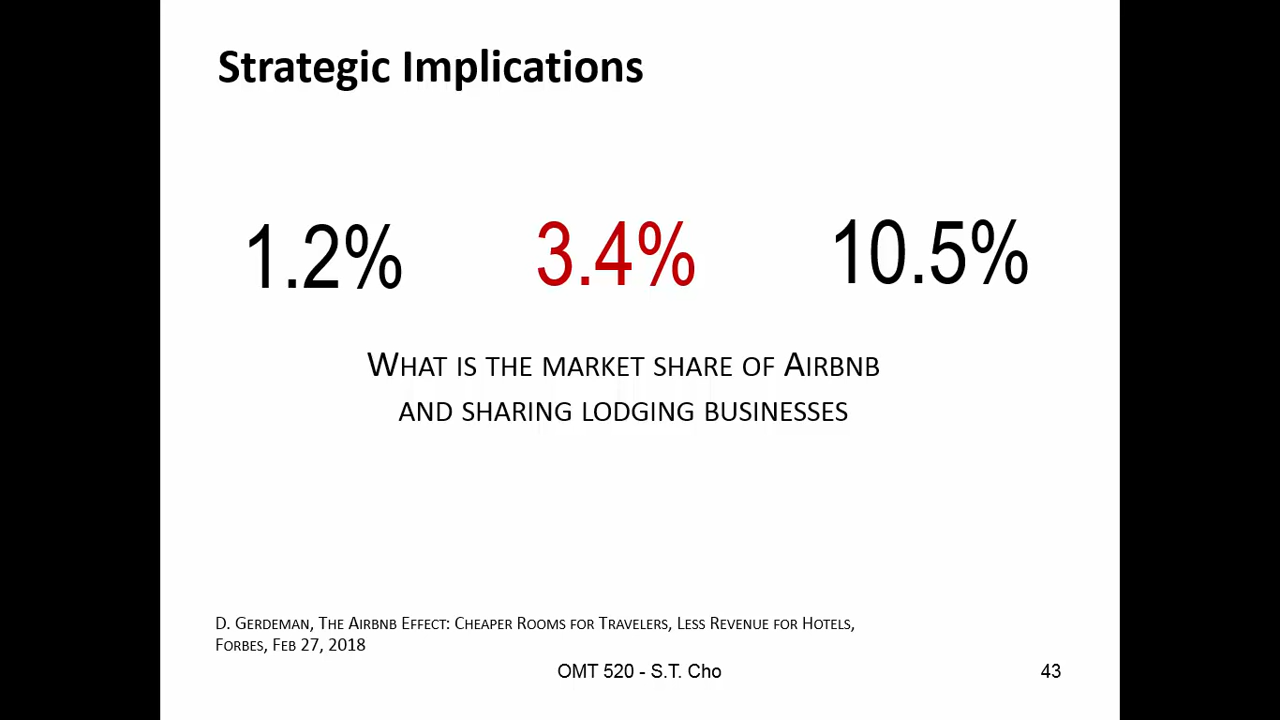 Strategic Implications
1.2% 3.4% 10.5%
What is the market share of Airbnb
and sharing lodging businesses
D. Gerdeman, The Airbnb Effect: Cheaper Rooms for Travelers, Less Revenue for Hotels,
Forbes, Feb 27, 2018
OMT 520 - S.T. Cho 43